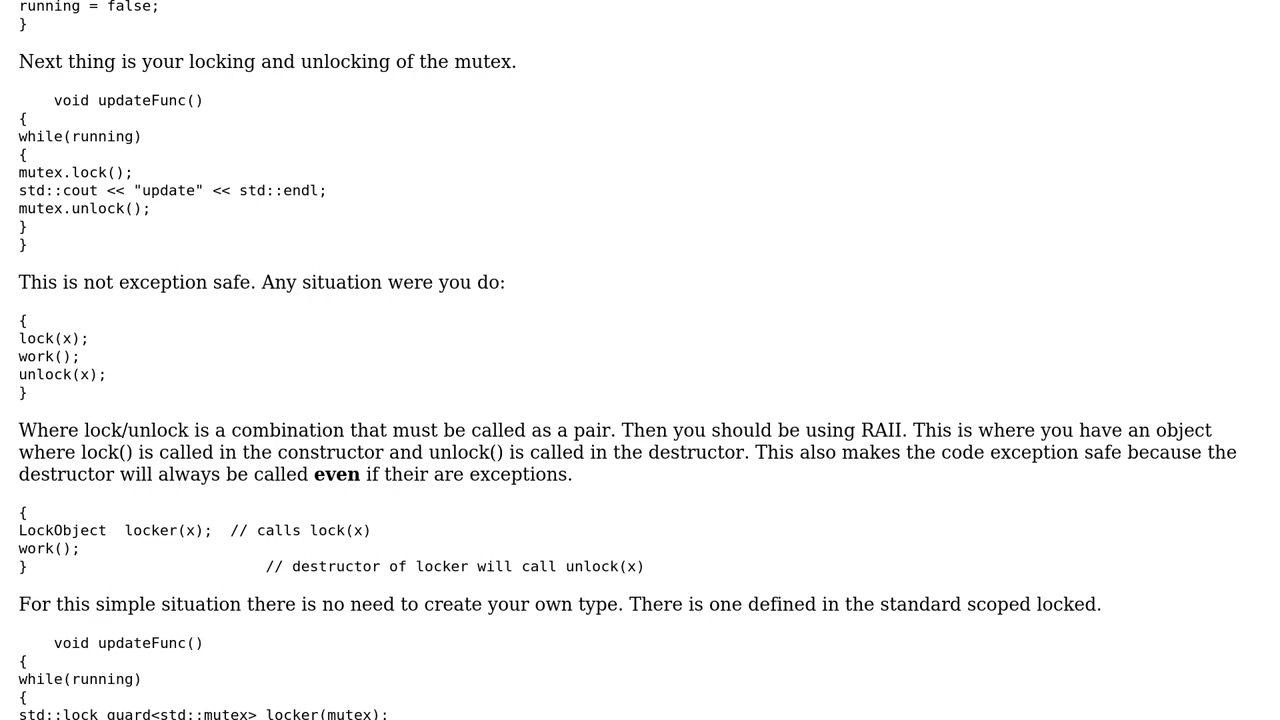 running = false;
}
Next thing is your locking and unlocking of the mutex.
void updateFunc()
{
while(running)
{
mutex.lock();
std::cout << "update" << std::endl;
mutex.unlock();
}
}
This is not exception safe. Any situation were you do:
{
lock(x);
work();
unlock(x);
}
Where lock/unlock is a combination that must be called as a pair. Then you should be using RAII. This is where you have an object
where lock() is called in the constructor and unlock() is called in the destructor. This also makes the code exception safe because the
destructor will always be called even if their are exceptions.
{
LockObject  locker(x);  // calls lock(x)
work();
}                           // destructor of locker will call unlock(x)
For this simple situation there is no need to create your own type. There is one defined in the standard scoped locked.
void updateFunc()
{
while(running)
{
std::lock_guard<std::mutex> locker(mutex);